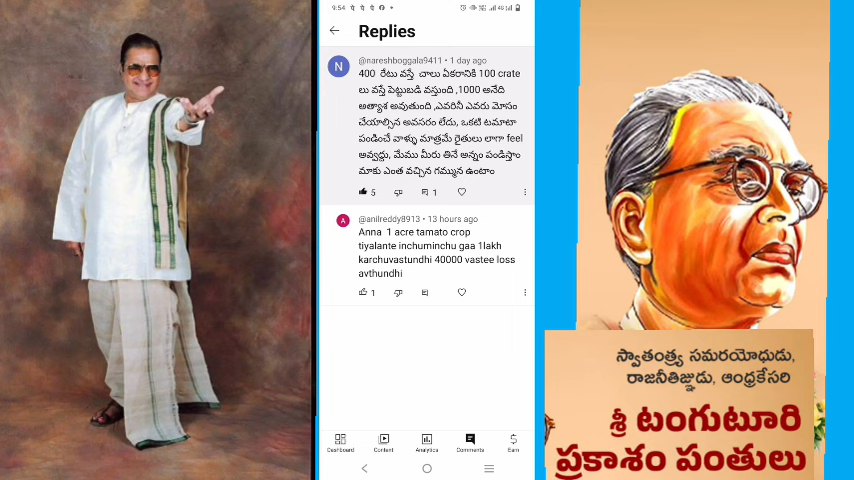 9:54
Replies
@nareshboggala9411 • 1 day ago
400 రేటు వస్తే చాలు ఏకరానికి 100 crate
లు వస్తే పెట్టుబడి వస్తుంది ,1000 అనేది
అత్యాశ అవుతుంది ,ఎవరినీ ఎవరు మోసం
చేయాల్సిన అవసరం లేదు, ఒకటి టమాటా
పండించే వాళ్ళు మాత్రమే రైతులు లాగా feel
అవ్వద్దు, మేము మీరు తినే అన్నం పండిస్తాం
మాకు ఎంత వచ్చిన గమ్మున ఉంటాం
5
1
@anilreddy8913 • 13 hours ago
Anna 1 acre tamato crop
tiyalante inchuminchu gaa 1lakh
karchuvastundhi 40000 vastee loss
avthundhi
1
Dashboard
Content
Analytics
Comments
Earn
స్వాతంత్ర్య సమరయోధుడు,
రాజనీతిజ్ఞుడు, ఆంధ్రకేసరి
శ్రీ టంగుటూరి
ప్రకాశం పంతులు